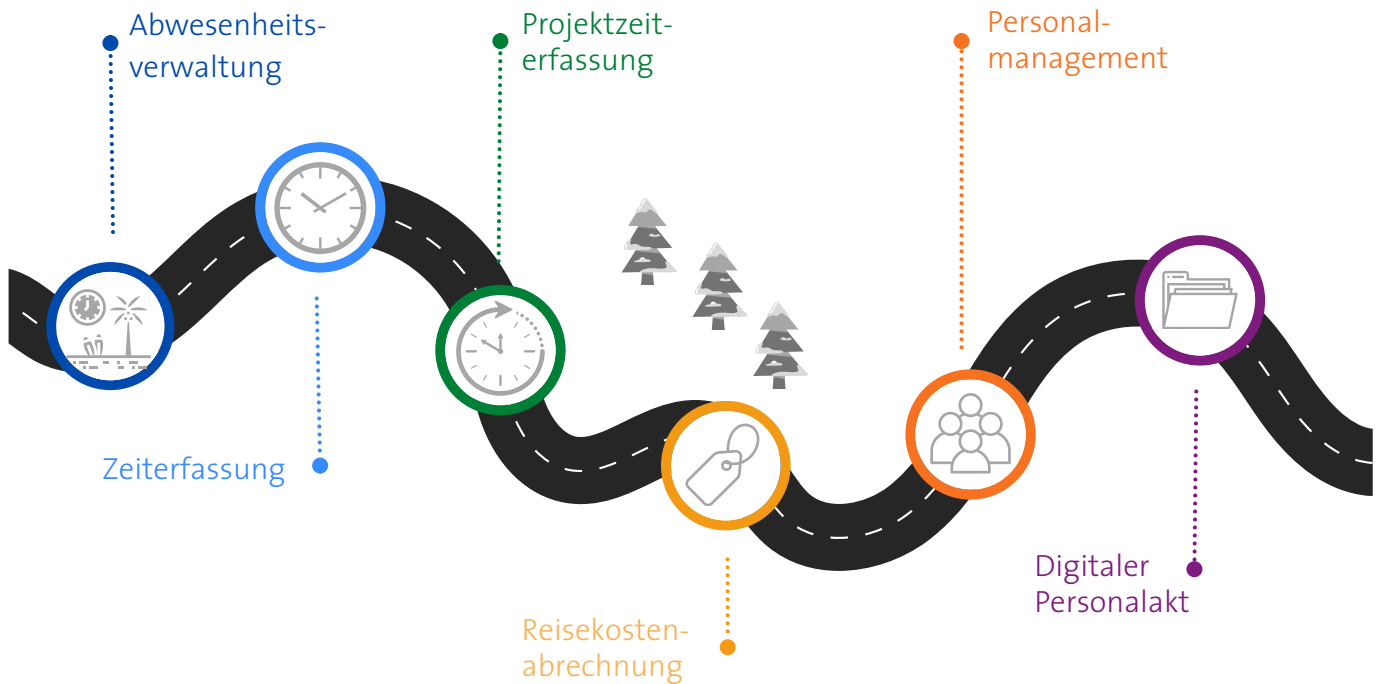 Abwesenheits-
verwaltung
Zeiterfassung
Projektzeit-
erfassung
Reisekosten-
abrechnung
Personal-
management
Digitaler
Personalakt